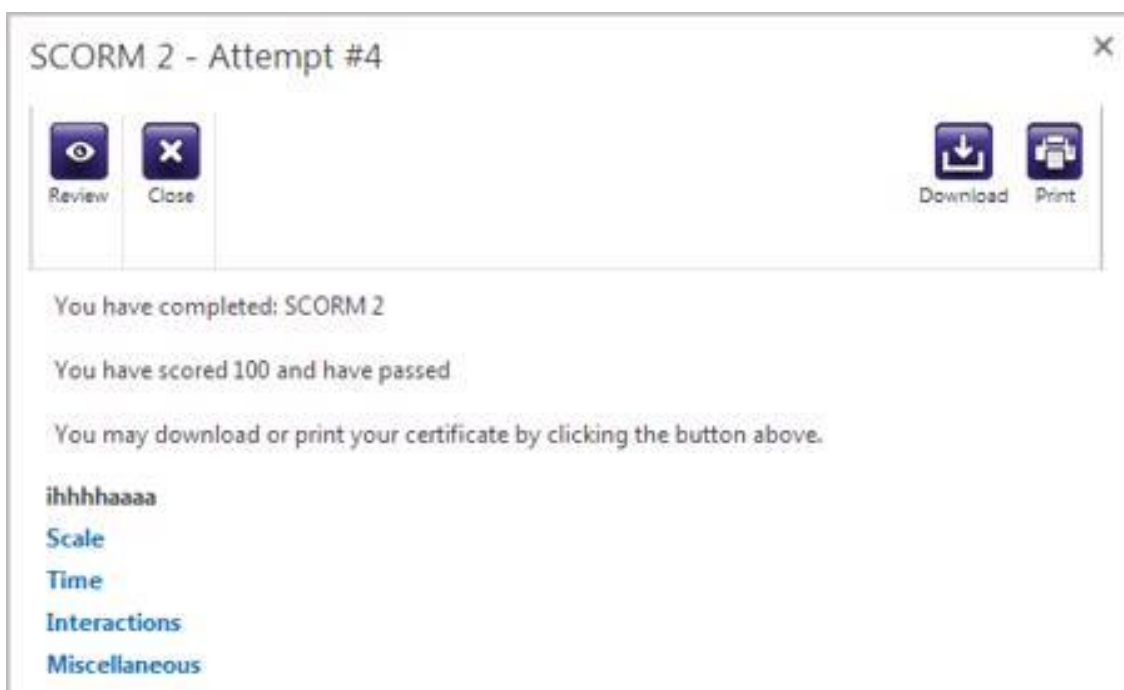 SCORM 2 - Attempt #4
Review
Close
Download
Print
You have completed: SCORM 2
You have scored 100 and have passed
You may download or print your certificate by clicking the button above.
ihhhhaaaa
Scale
Time
Interactions
Miscellaneous